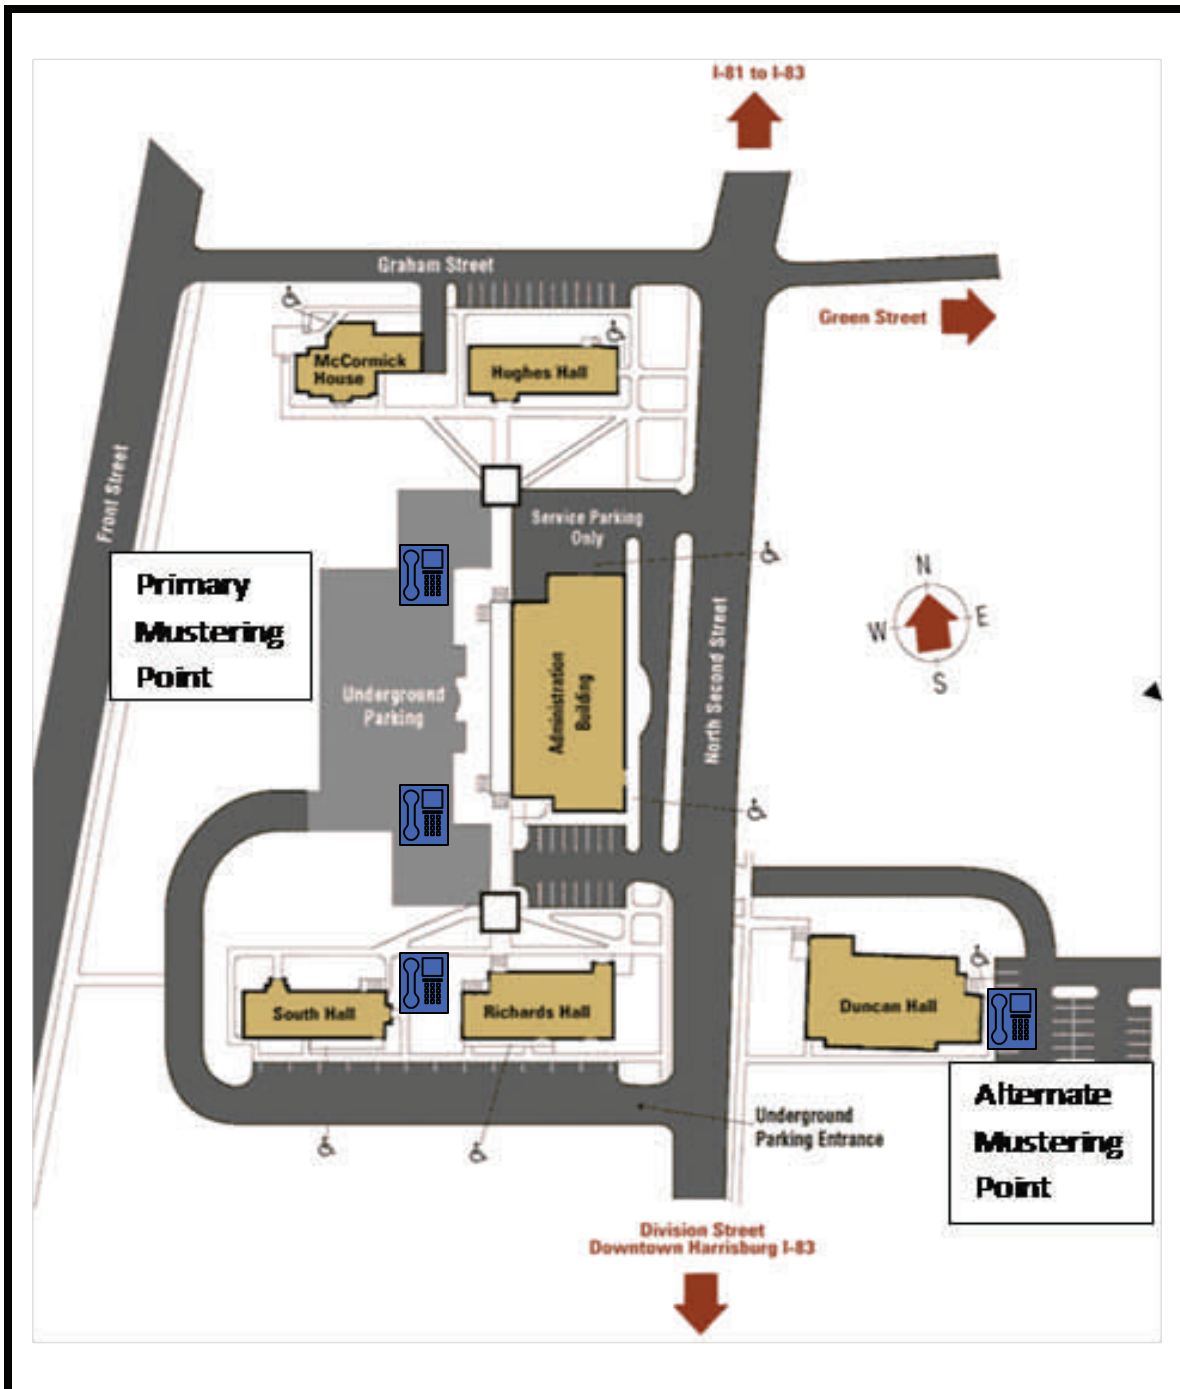 I-81 to I-83
Graham Street
Green Street
McCormick
House
Hughes Hall
Front Street
Service Parking
Only
Primary
Mustering
Point
N
W
E
S
Underground
Parking
Administration
Building
North Second Street
South Hall
Richards Hall
Duncan Hall
Underground
Parking Entrance
Alternate
Mustering
Point
Division Street
Downtown Harrisburg I-83